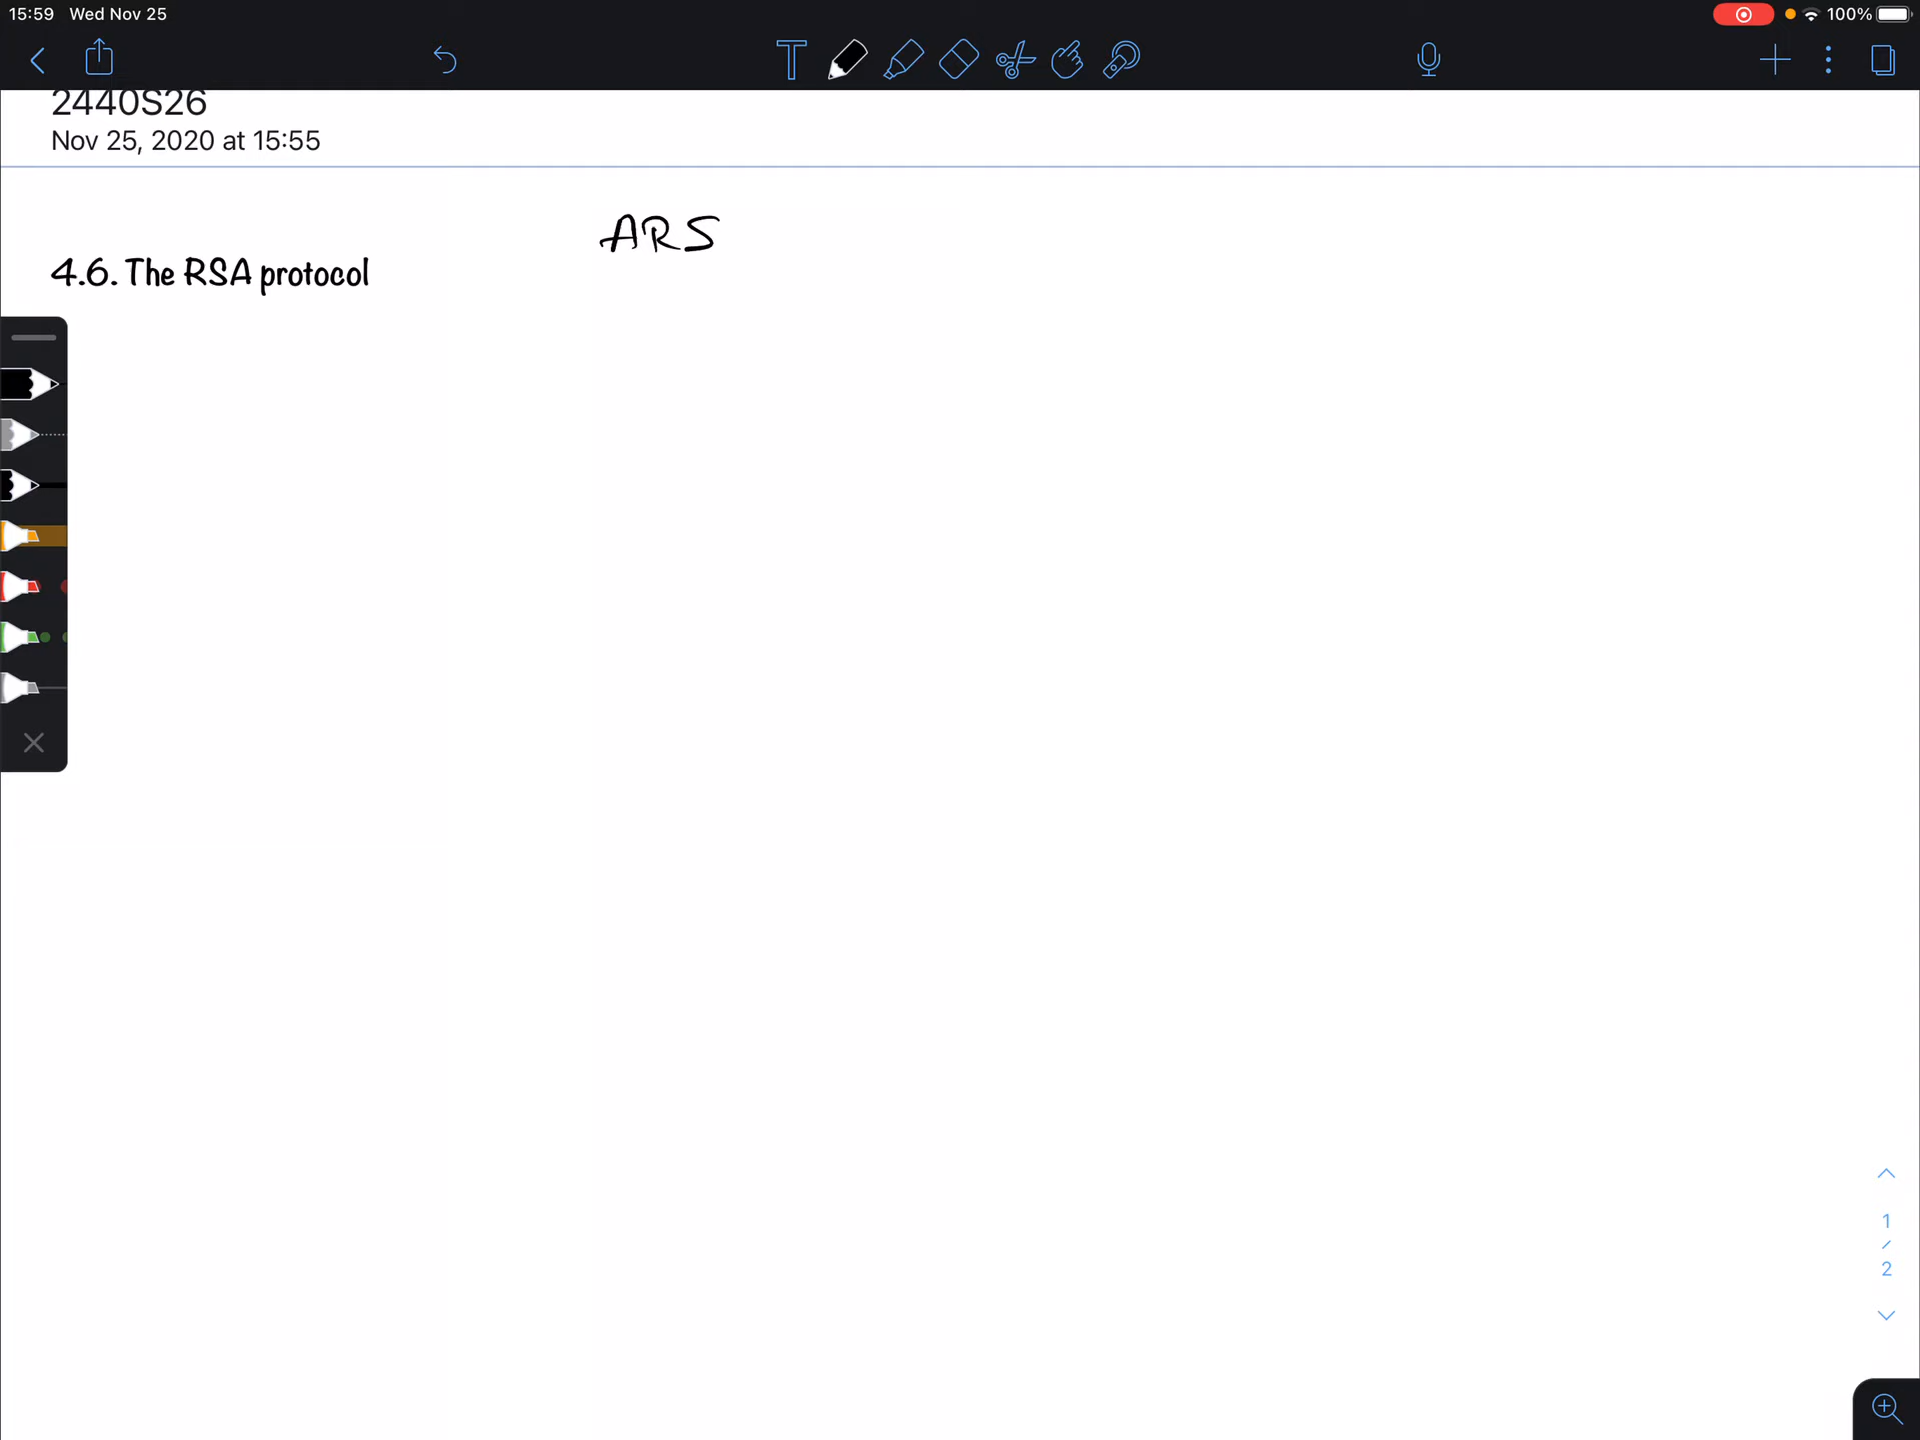 15:59 Wed Nov 25
100%
2440S26
Nov 25, 2020 at 15:55
ARS
4.6. The RSA protocol
1
/
2